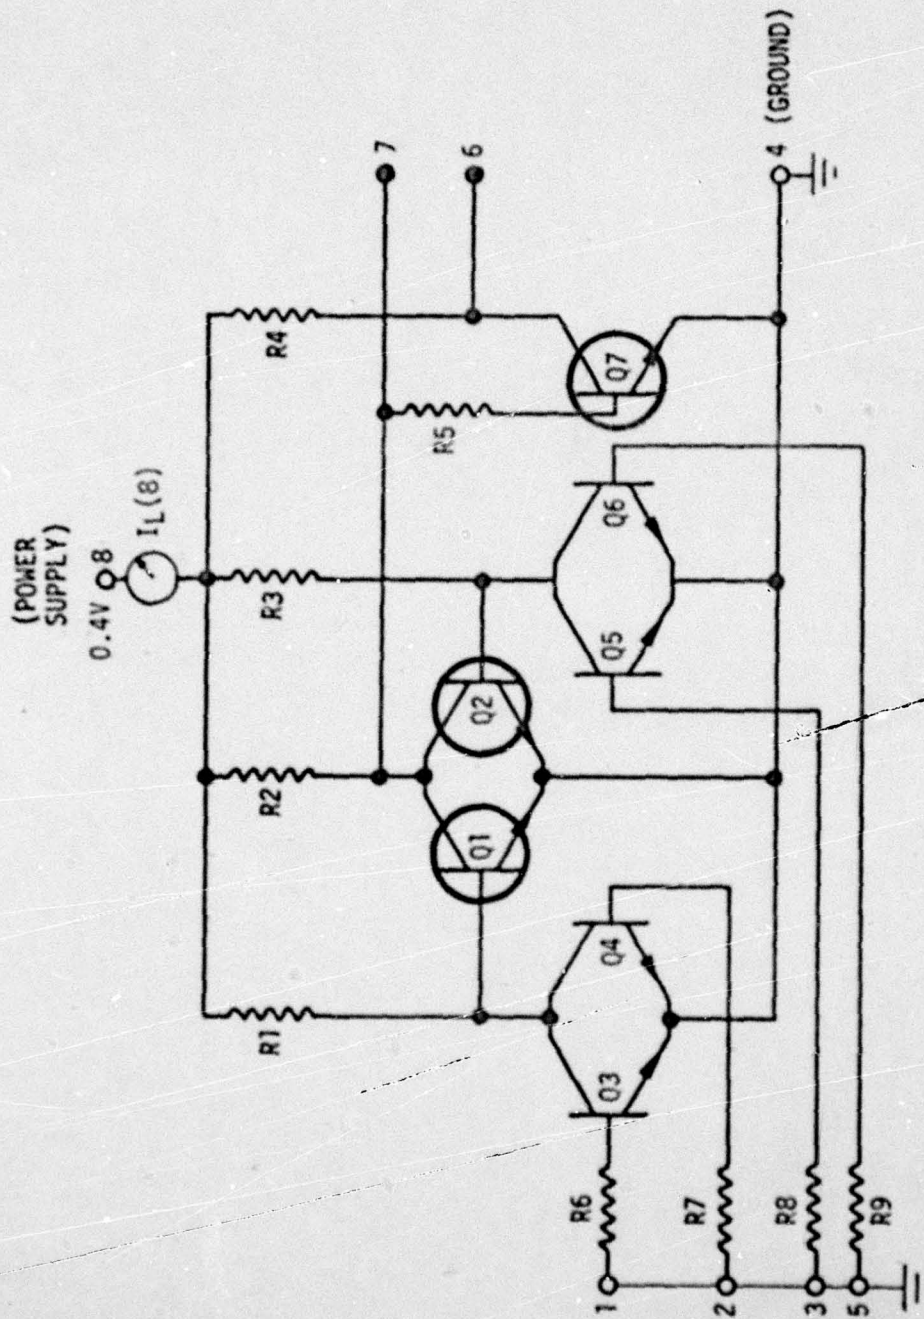 (POWER
SUPPLY)
0.4V 8
IL(8)
R1
R2
R3
R4
R5
7
6
Q1
Q2
Q3
Q4
Q5
Q6
Q7
4 (GROUND)
1
R6
2
R7
3
R8
5
R9